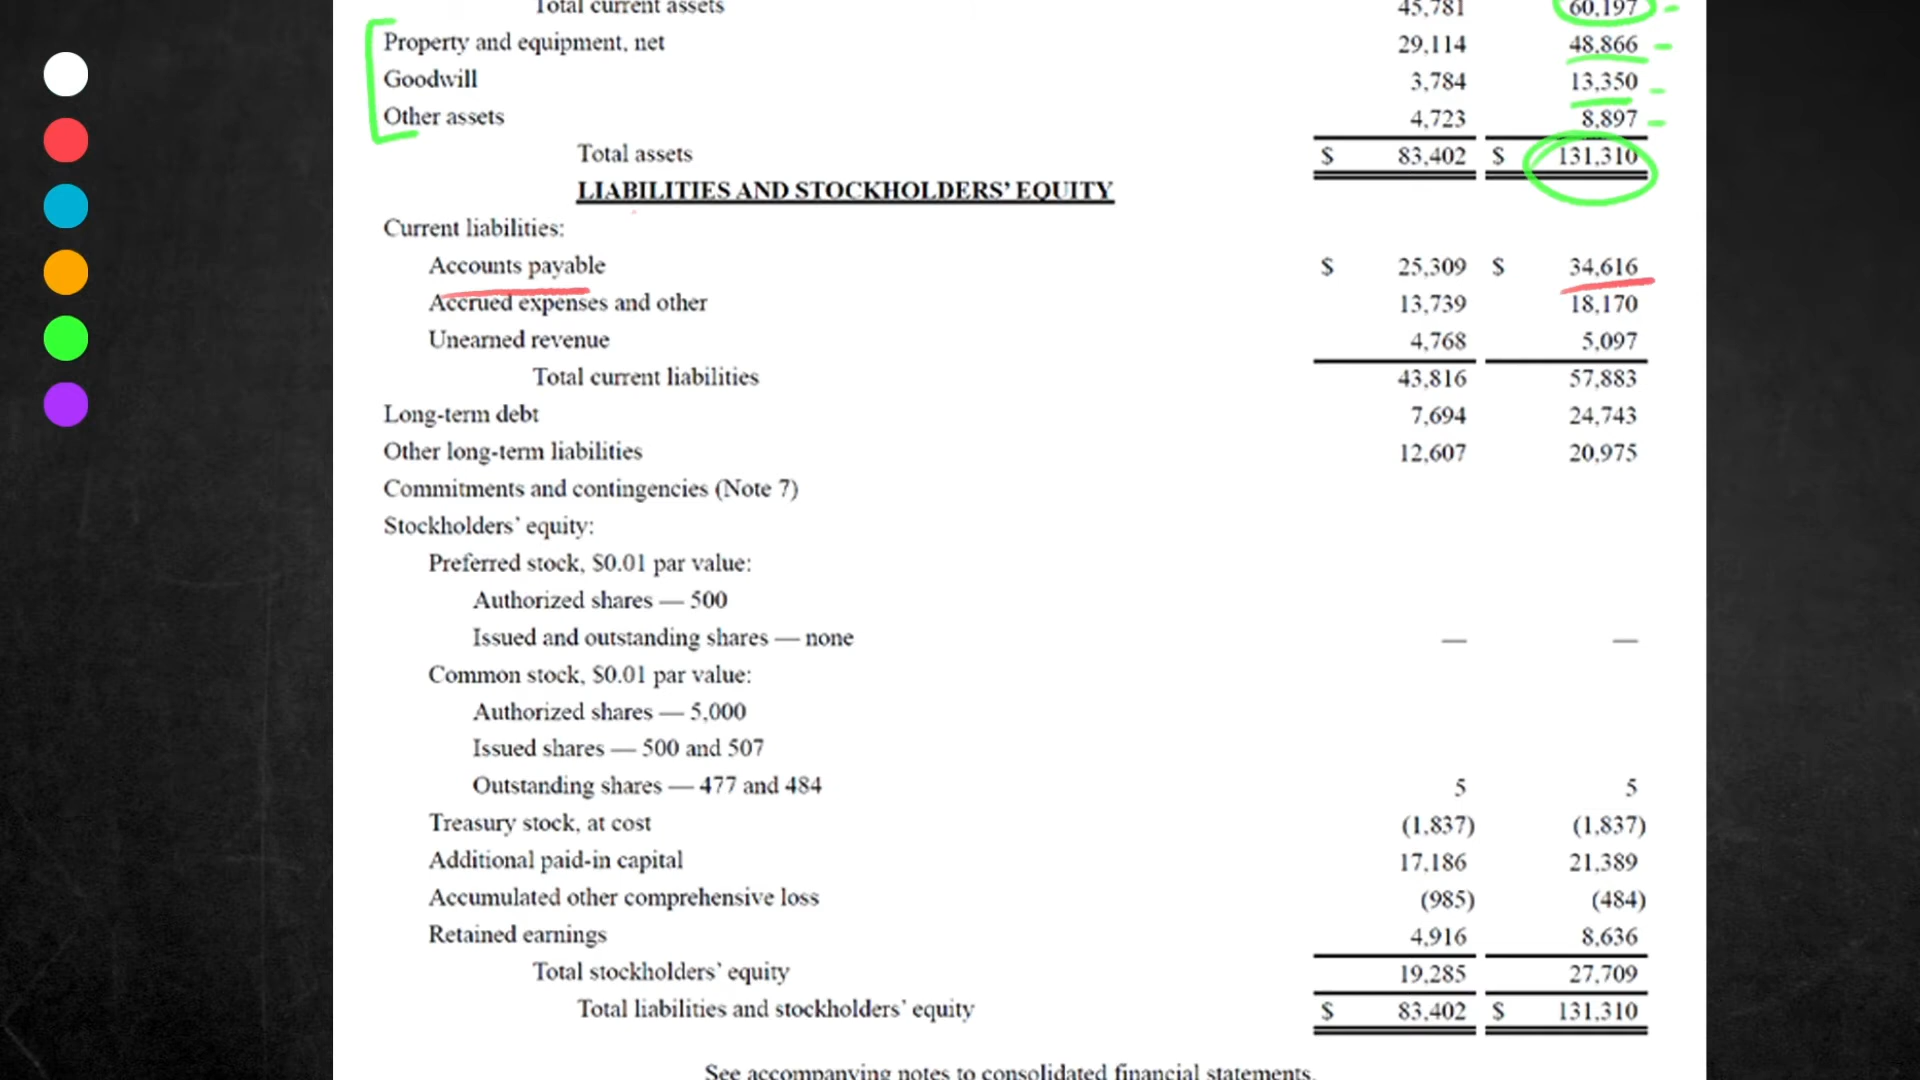 Total current assets 45,781 60,197
Property and equipment, net 29,114 48,866
Goodwill 3,784 13,350
Other assets 4,723 8,897
Total assets $ 83,402 $ 131,310
LIABILITIES AND STOCKHOLDERS’ EQUITY
Current liabilities:
Accounts payable $ 25,309 $ 34,616
Accrued expenses and other 13,739 18,170
Unearned revenue 4,768 5,097
Total current liabilities 43,816 57,883
Long-term debt 7,694 24,743
Other long-term liabilities 12,607 20,975
Commitments and contingencies (Note 7)
Stockholders’ equity:
Preferred stock, $0.01 par value:
Authorized shares — 500
Issued and outstanding shares — none — —
Common stock, $0.01 par value:
Authorized shares — 5,000
Issued shares — 500 and 507
Outstanding shares — 477 and 484 5 5
Treasury stock, at cost (1,837) (1,837)
Additional paid-in capital 17,186 21,389
Accumulated other comprehensive loss (985) (484)
Retained earnings 4,916 8,636
Total stockholders’ equity 19,285 27,709
Total liabilities and stockholders’ equity $ 83,402 $ 131,310
See accompanying notes to consolidated financial statements.